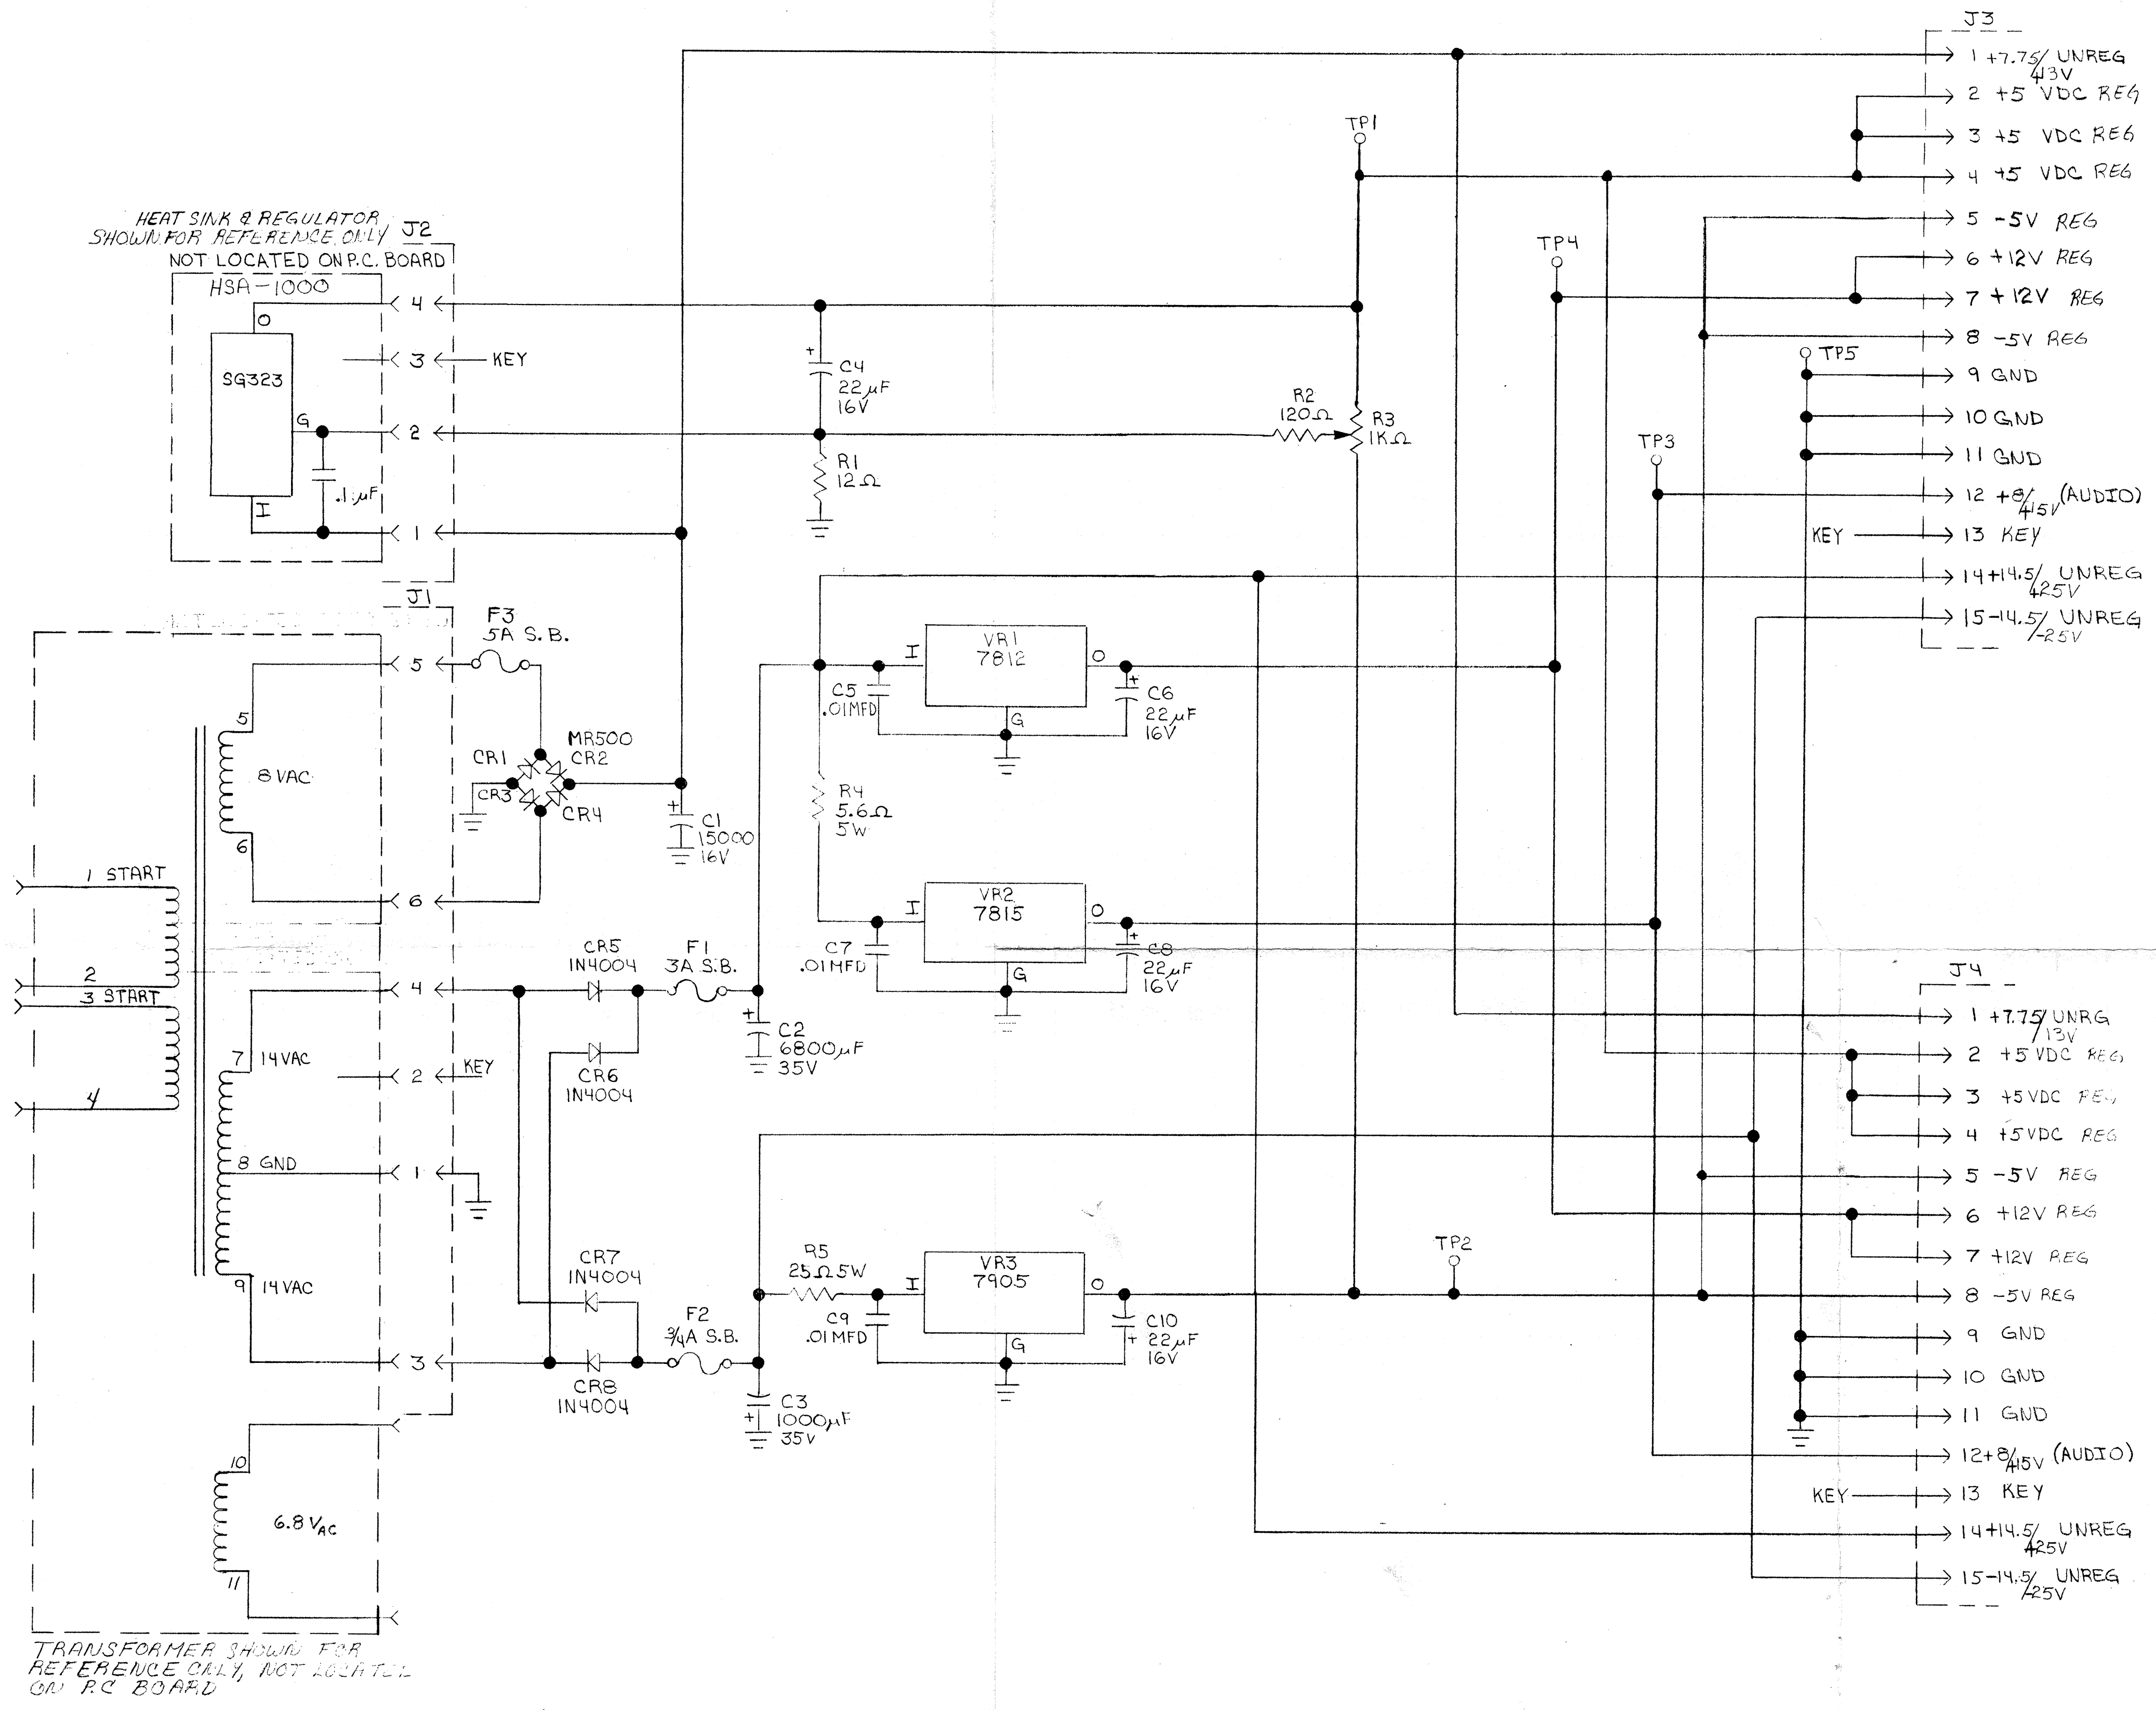 J3
1 +7.75/ UNREG
+13V
2 +5 VDC REG
3 +5 VDC REG
4 +5 VDC REG
5 -5V REG
6 +12V REG
7 +12V REG
8 -5V REG
9 GND
10 GND
11 GND
12 +8/ (AUDIO)
+15V
KEY 13 KEY
14 +14.5/ UNREG
+25V
15 -14.5/ UNREG
-25V
TP1
TP4
TP5
TP3
HEAT SINK & REGULATOR
SHOWN FOR REFERENCE ONLY
J2
NOT LOCATED ON P.C. BOARD
HSA-1000
O
SG323
G
I
.1µF
4
3
KEY
2
1
C4
22µF
16V
R1
12Ω
R2
120Ω
R3
1KΩ
J1
F3
5A S.B.
5
5
8 VAC
6
6
MR500
CR1
CR2
CR3
CR4
C1
15000
16V
I
VR1
7812
O
G
C5
.01MFD
C6
22µF
16V
R4
5.6Ω
5W
I
VR2
7815
O
G
C7
.01MFD
C8
22µF
16V
1 START
2
3 START
4
CR5
1N4004
F1
3A S.B.
4
7
14VAC
2
KEY
CR6
1N4004
C2
6800µF
35V
8 GND
1
9
14VAC
3
CR7
1N4004
CR8
1N4004
F2
3/4A S.B.
C3
1000µF
35V
R5
25Ω 5W
I
VR3
7905
O
G
C9
.01MFD
C10
22µF
16V
TP2
10
6.8 VAC
11
TRANSFORMER SHOWN FOR
REFERENCE ONLY, NOT LOCATED
ON P.C BOARD
J4
1 +7.75/ UNRG
13V
2 +5 VDC REG
3 +5VDC REG
4 +5VDC REG
5 -5V REG
6 +12V REG
7 +12V REG
8 -5V REG
9 GND
10 GND
11 GND
12 +8/ (AUDIO)
+15V
KEY 13 KEY
14 +14.5/ UNREG
+25V
15 -14.5/ UNREG
-25V